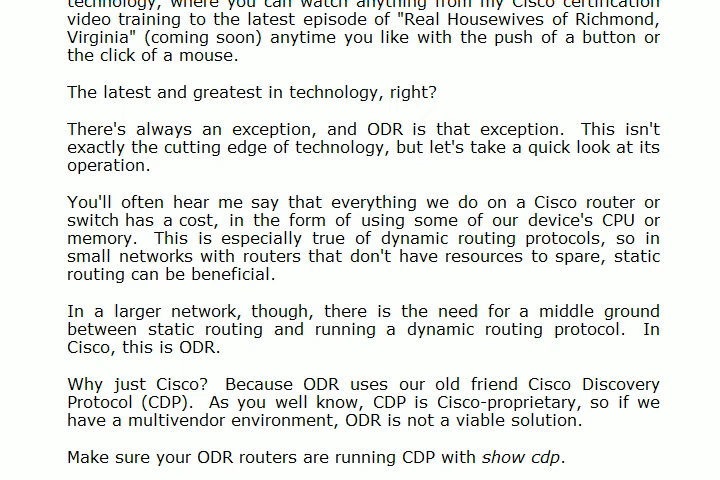 technology, where you can watch anything from my Cisco certification
video training to the latest episode of "Real Housewives of Richmond,
Virginia" (coming soon) anytime you like with the push of a button or
the click of a mouse.
The latest and greatest in technology, right?
There's always an exception, and ODR is that exception.  This isn't
exactly the cutting edge of technology, but let's take a quick look at its
operation.
You'll often hear me say that everything we do on a Cisco router or
switch has a cost, in the form of using some of our device's CPU or
memory.  This is especially true of dynamic routing protocols, so in
small networks with routers that don't have resources to spare, static
routing can be beneficial.
In a larger network, though, there is the need for a middle ground
between static routing and running a dynamic routing protocol.  In
Cisco, this is ODR.
Why just Cisco?  Because ODR uses our old friend Cisco Discovery
Protocol (CDP).  As you well know, CDP is Cisco-proprietary, so if we
have a multivendor environment, ODR is not a viable solution.
Make sure your ODR routers are running CDP with show cdp.